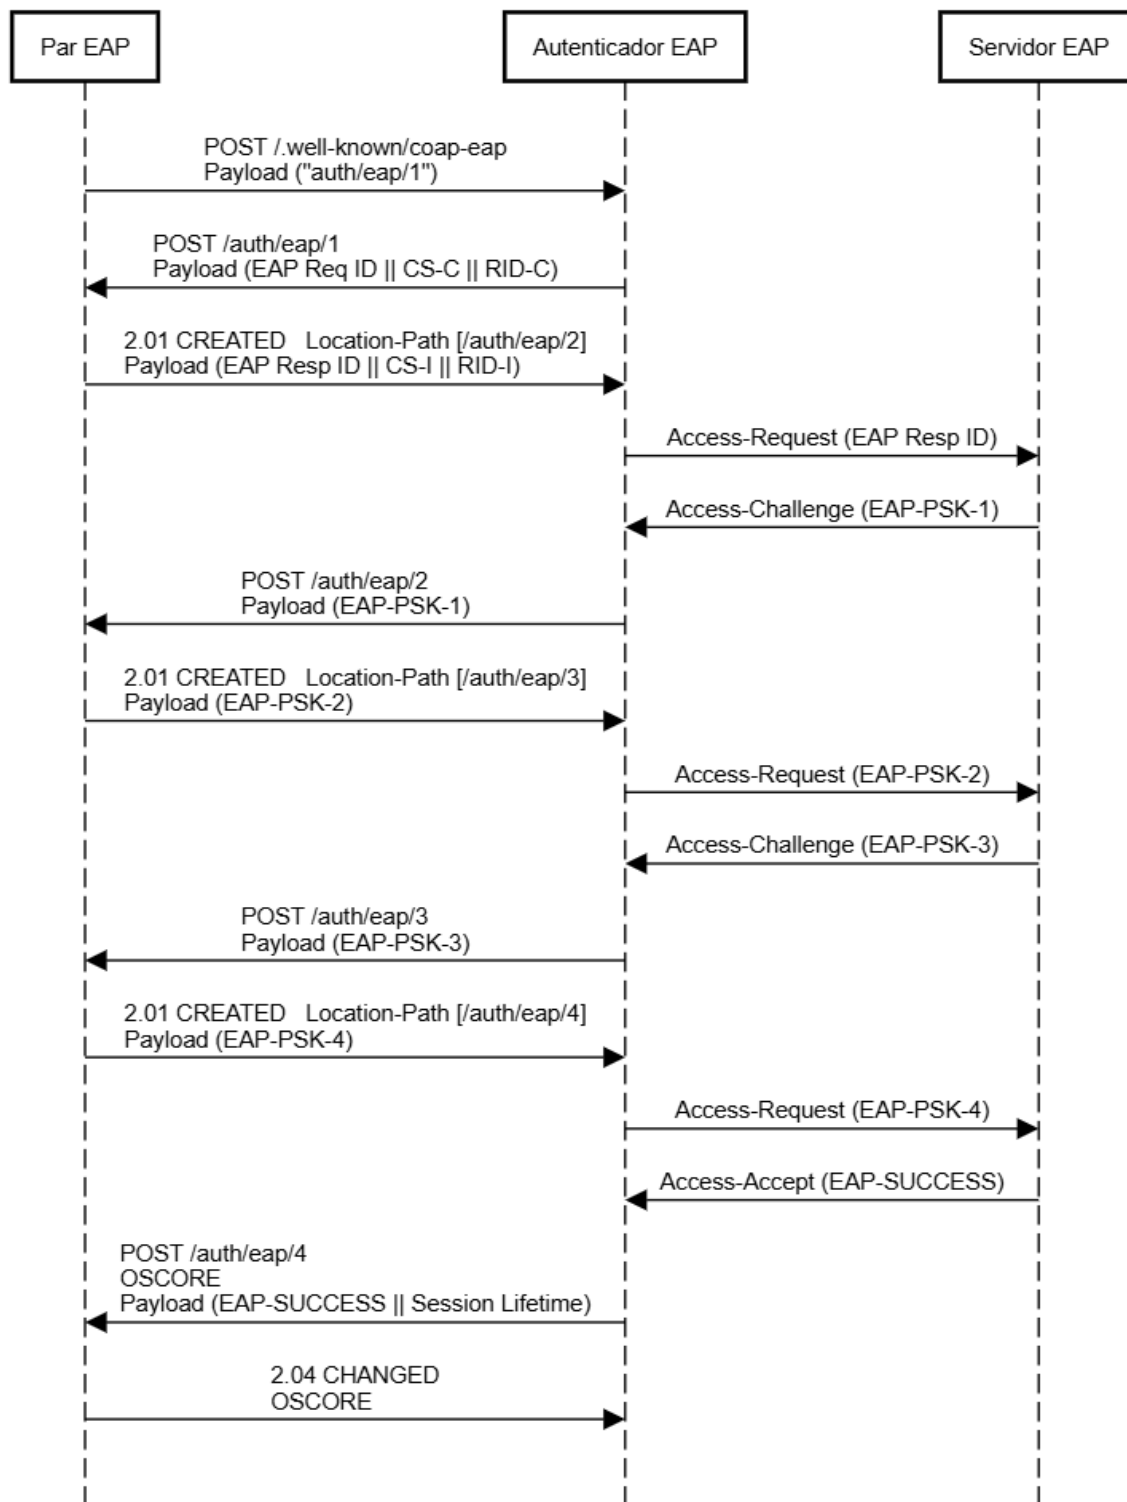 Par EAP
Autenticador EAP
Servidor EAP
POST /.well-known/coap-eap
Payload ("auth/eap/1")
POST /auth/eap/1
Payload (EAP Req ID || CS-C || RID-C)
2.01 CREATED   Location-Path [/auth/eap/2]
Payload (EAP Resp ID || CS-I || RID-I)
Access-Request (EAP Resp ID)
Access-Challenge (EAP-PSK-1)
POST /auth/eap/2
Payload (EAP-PSK-1)
2.01 CREATED   Location-Path [/auth/eap/3]
Payload (EAP-PSK-2)
Access-Request (EAP-PSK-2)
Access-Challenge (EAP-PSK-3)
POST /auth/eap/3
Payload (EAP-PSK-3)
2.01 CREATED   Location-Path [/auth/eap/4]
Payload (EAP-PSK-4)
Access-Request (EAP-PSK-4)
Access-Accept (EAP-SUCCESS)
POST /auth/eap/4
OSCORE
Payload (EAP-SUCCESS || Session Lifetime)
2.04 CHANGED
OSCORE